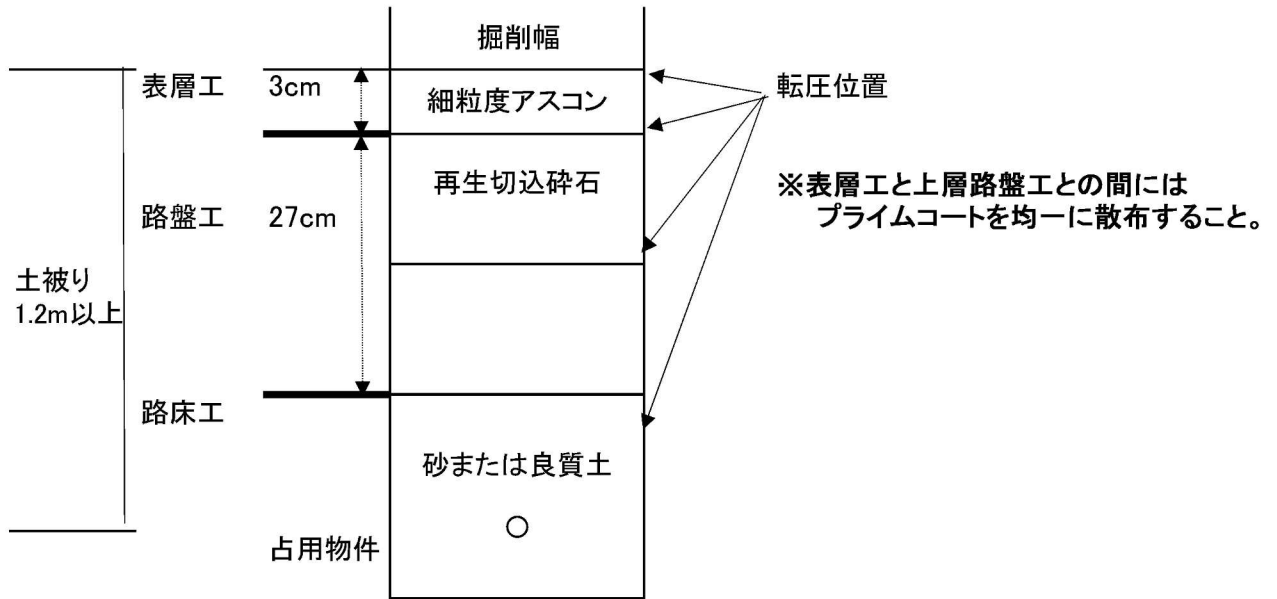 掘削幅
表層工
3cm
細粒度アスコン
転圧位置
再生切込砕石
※表層工と上層路盤工との間には
プライムコートを均一に散布すること。
路盤工
27cm
土被り
1.2m以上
路床工
砂または良質土
占用物件